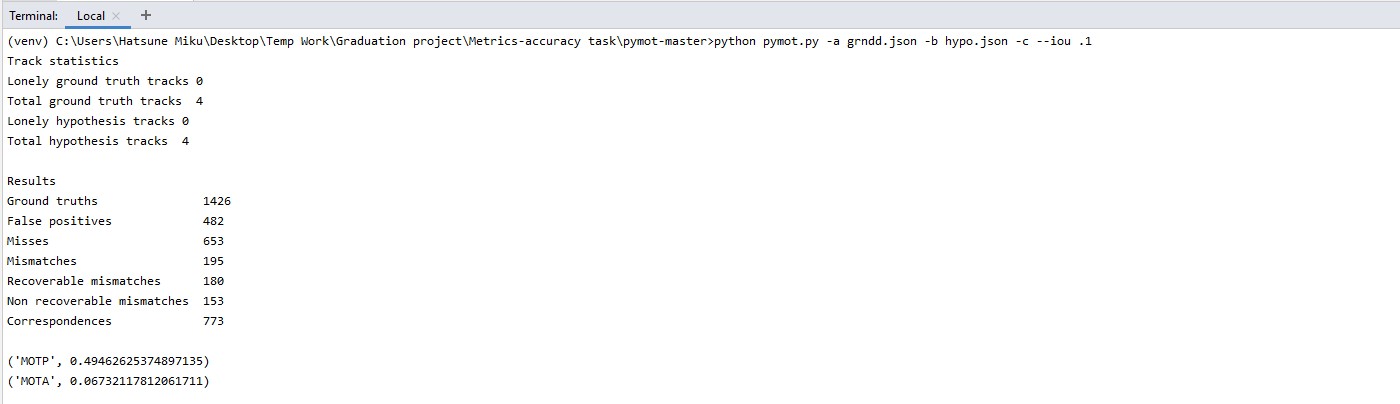 Terminal: Local × +
(venv) C:\Users\Hatsune Miku\Desktop\Temp Work\Graduation project\Metrics-accuracy task\pymot-master>python pymot.py -a grndd.json -b hypo.json -c --iou .1
Track statistics
Lonely ground truth tracks 0
Total ground truth tracks  4
Lonely hypothesis tracks 0
Total hypothesis tracks  4
Results
Ground truths               1426
False positives             482
Misses                      653
Mismatches                  195
Recoverable mismatches      180
Non recoverable mismatches  153
Correspondences             773
('MOTP', 0.49462625374897135)
('MOTA', 0.06732117812061711)